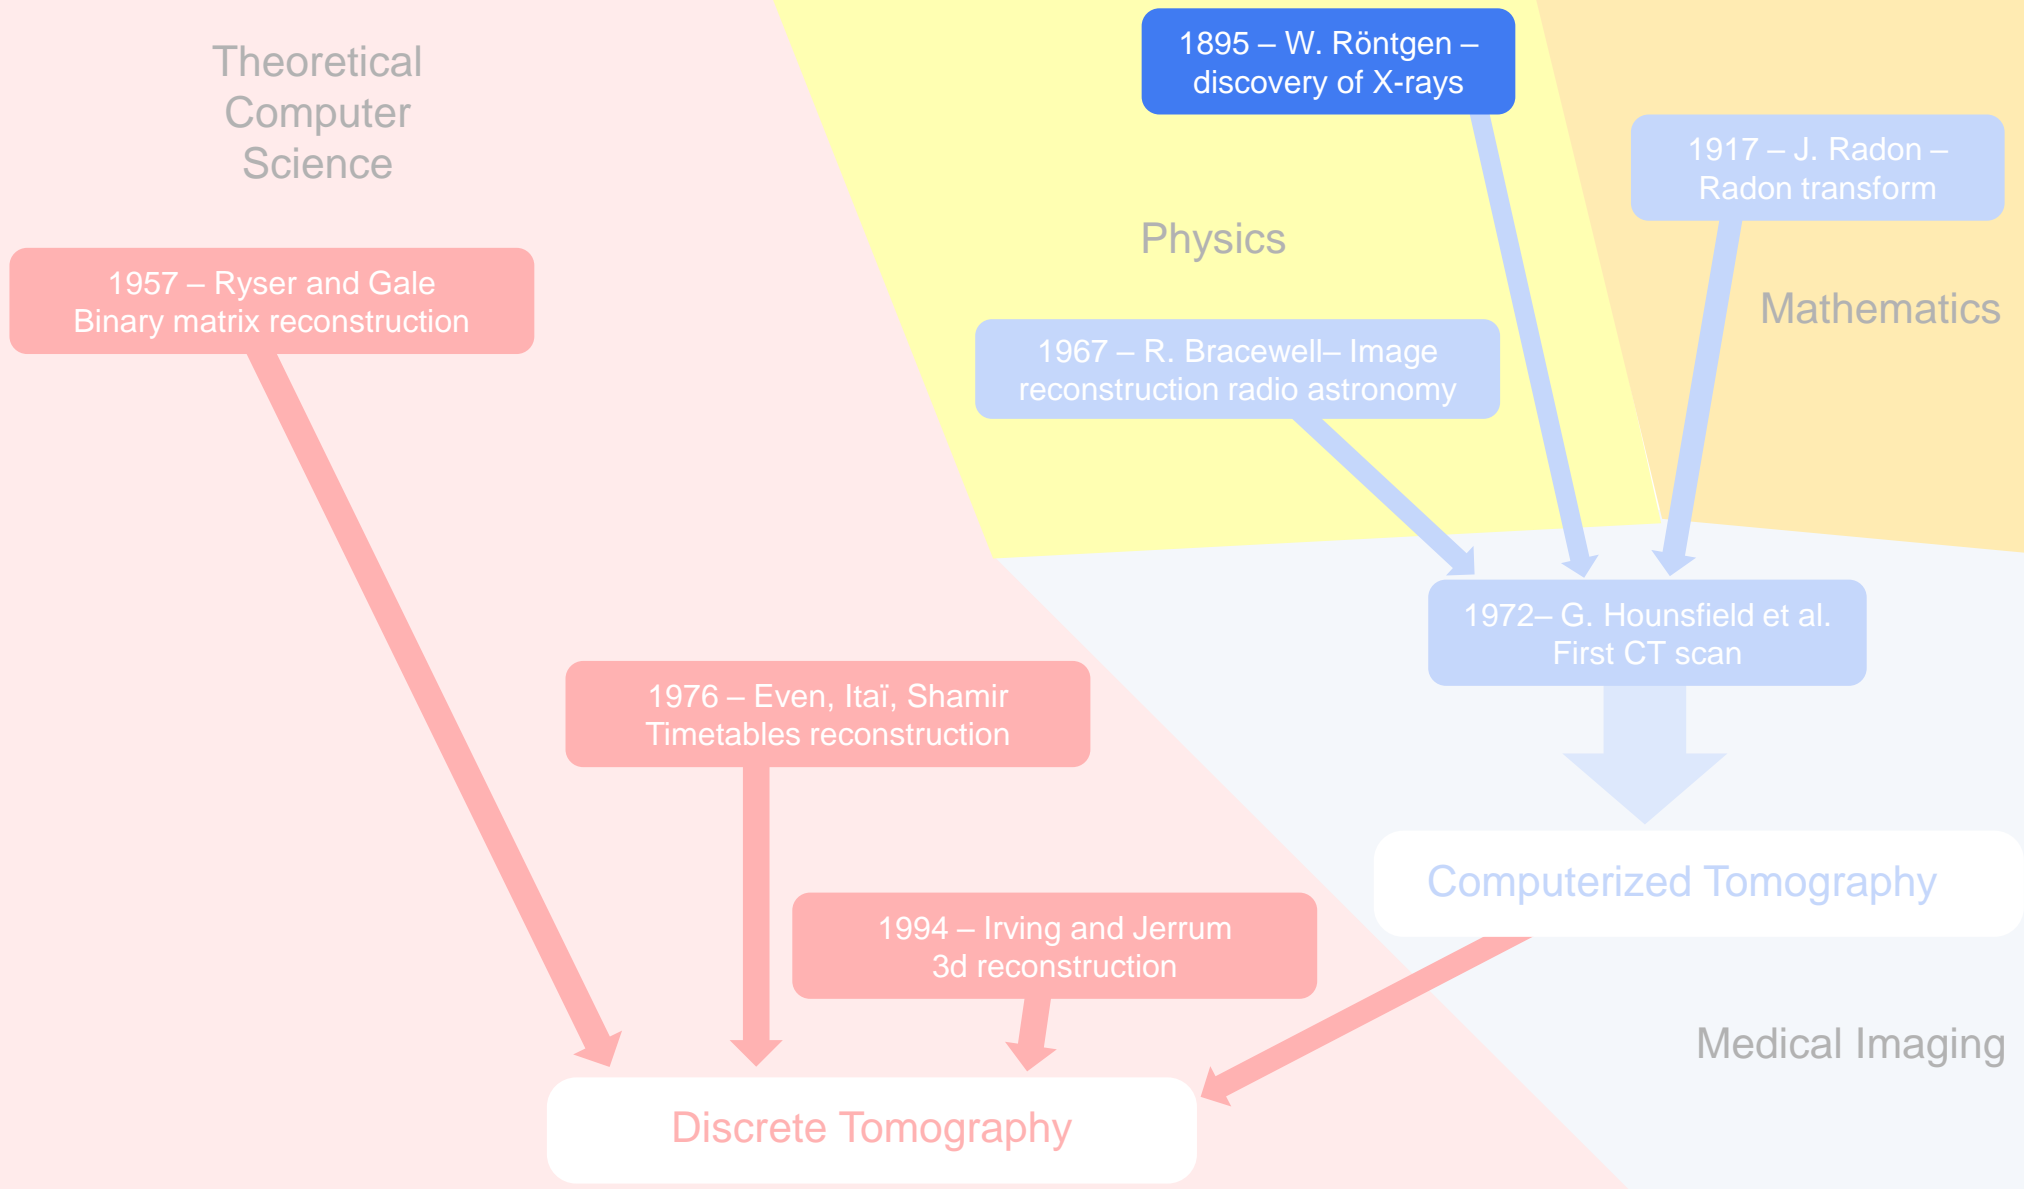 Theoretical
Computer
Science
1895 – W. Röntgen –
discovery of X-rays
1917 – J. Radon –
Radon transform
Physics
1957 – Ryser and Gale
Binary matrix reconstruction
Mathematics
1967 – R. Bracewell– Image
reconstruction radio astronomy
1972– G. Hounsfield et al.
First CT scan
1976 – Even, Itaï, Shamir
Timetables reconstruction
Computerized Tomography
1994 – Irving and Jerrum
3d reconstruction
Medical Imaging
Discrete Tomography